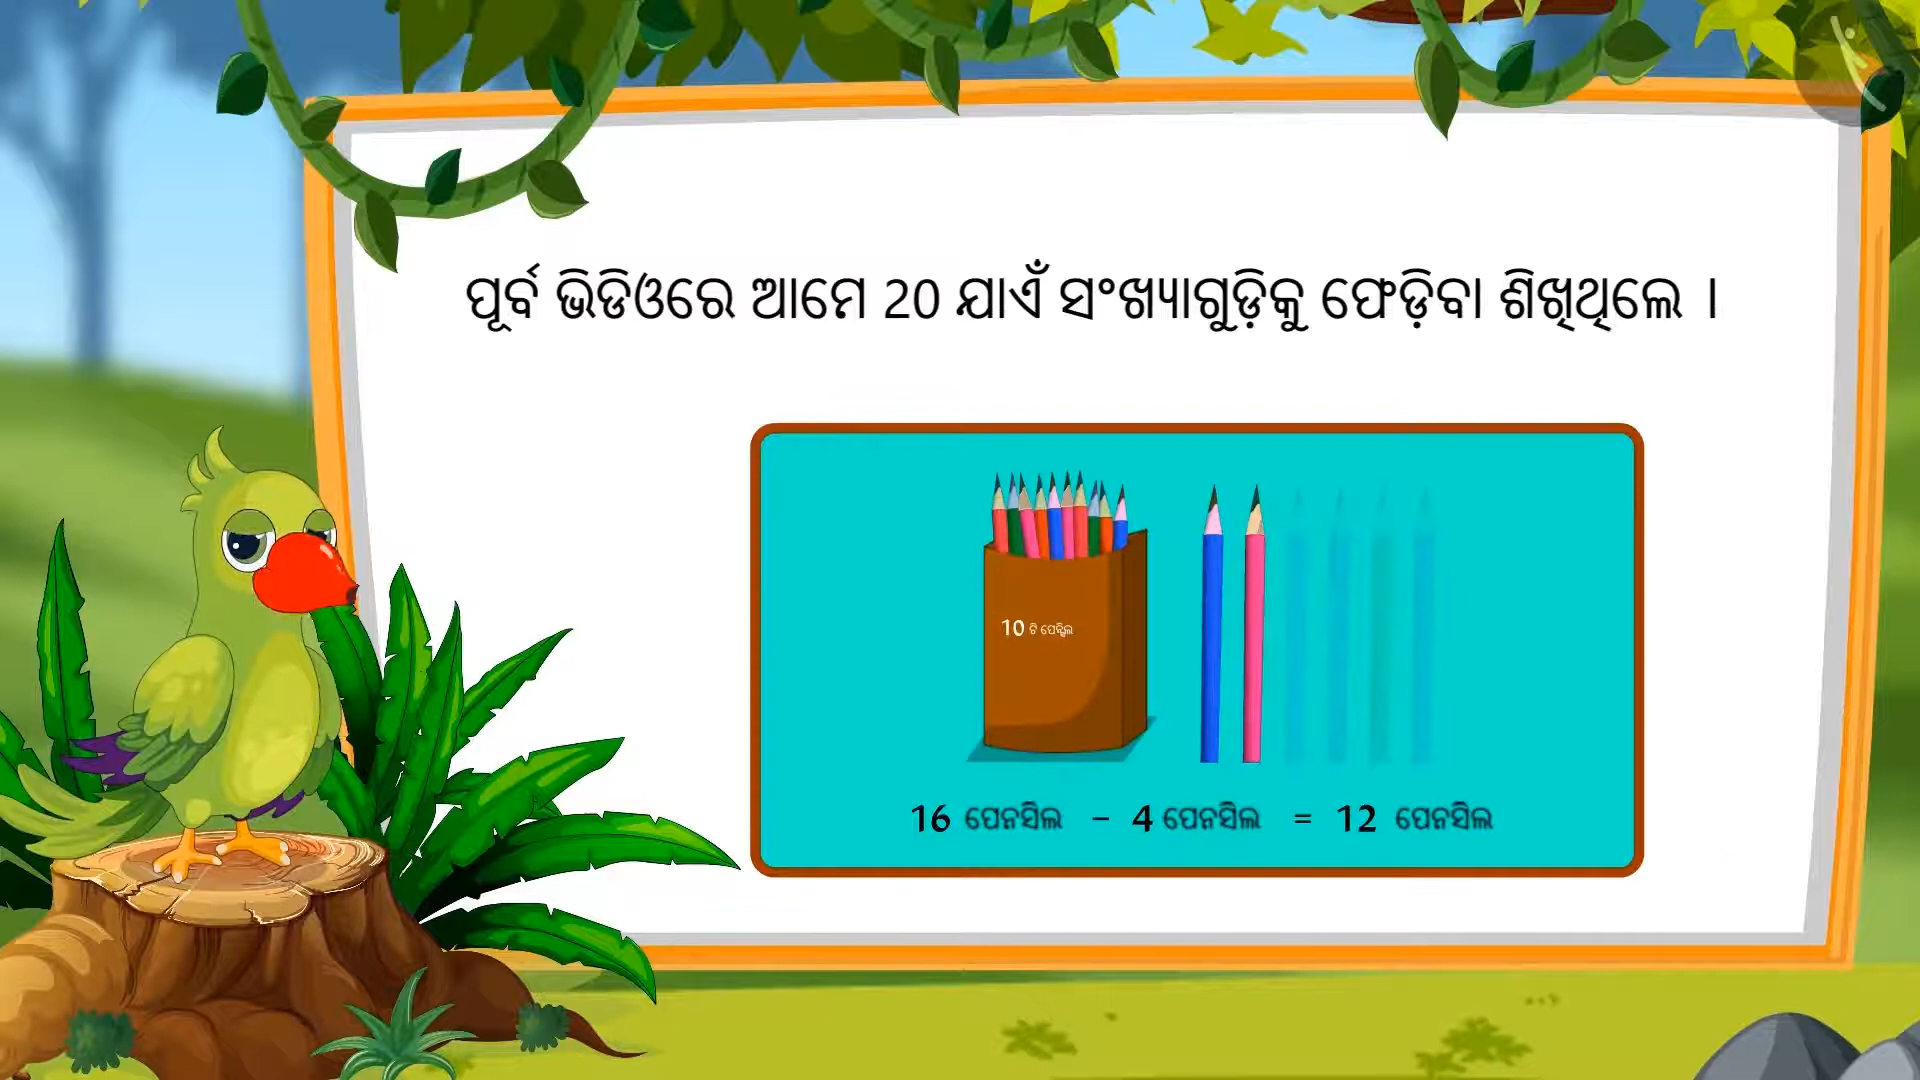 ପୂର୍ବ ଭିଡିଓରେ ଆମେ 20 ଯାଏଁ ସଂଖ୍ୟାଗୁଡ଼ିକୁ ଫେଡ଼ିବା ଶିଖିଥିଲେ ।
10 ଟି ପେନ୍ସିଲ
16 ପେନସିଲ – 4 ପେନସିଲ = 12 ପେନସିଲ